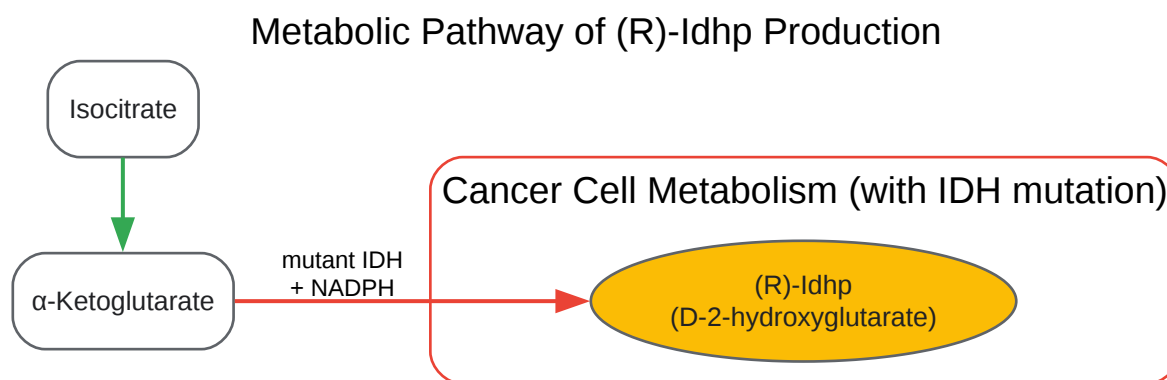 Metabolic Pathway of (R)-Idhp Production
Isocitrate
Cancer Cell Metabolism (with IDH mutation)
mutant IDH
+ NADPH
α-Ketoglutarate
(R)-Idhp
(D-2-hydroxyglutarate)